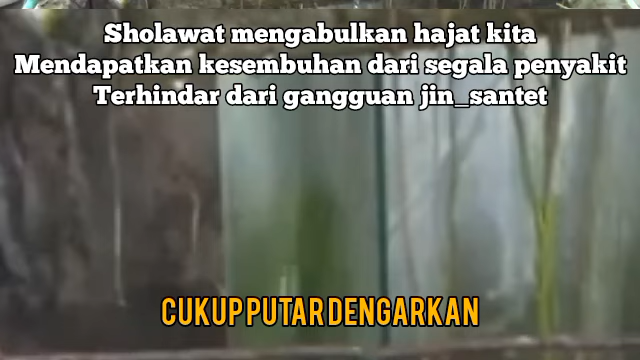 Sholawat mengabulkan hajat kita
Mendapatkan kesembuhan dari segala penyakit
Terhindar dari gangguan jin_santet
CUKUP PUTAR DENGARKAN